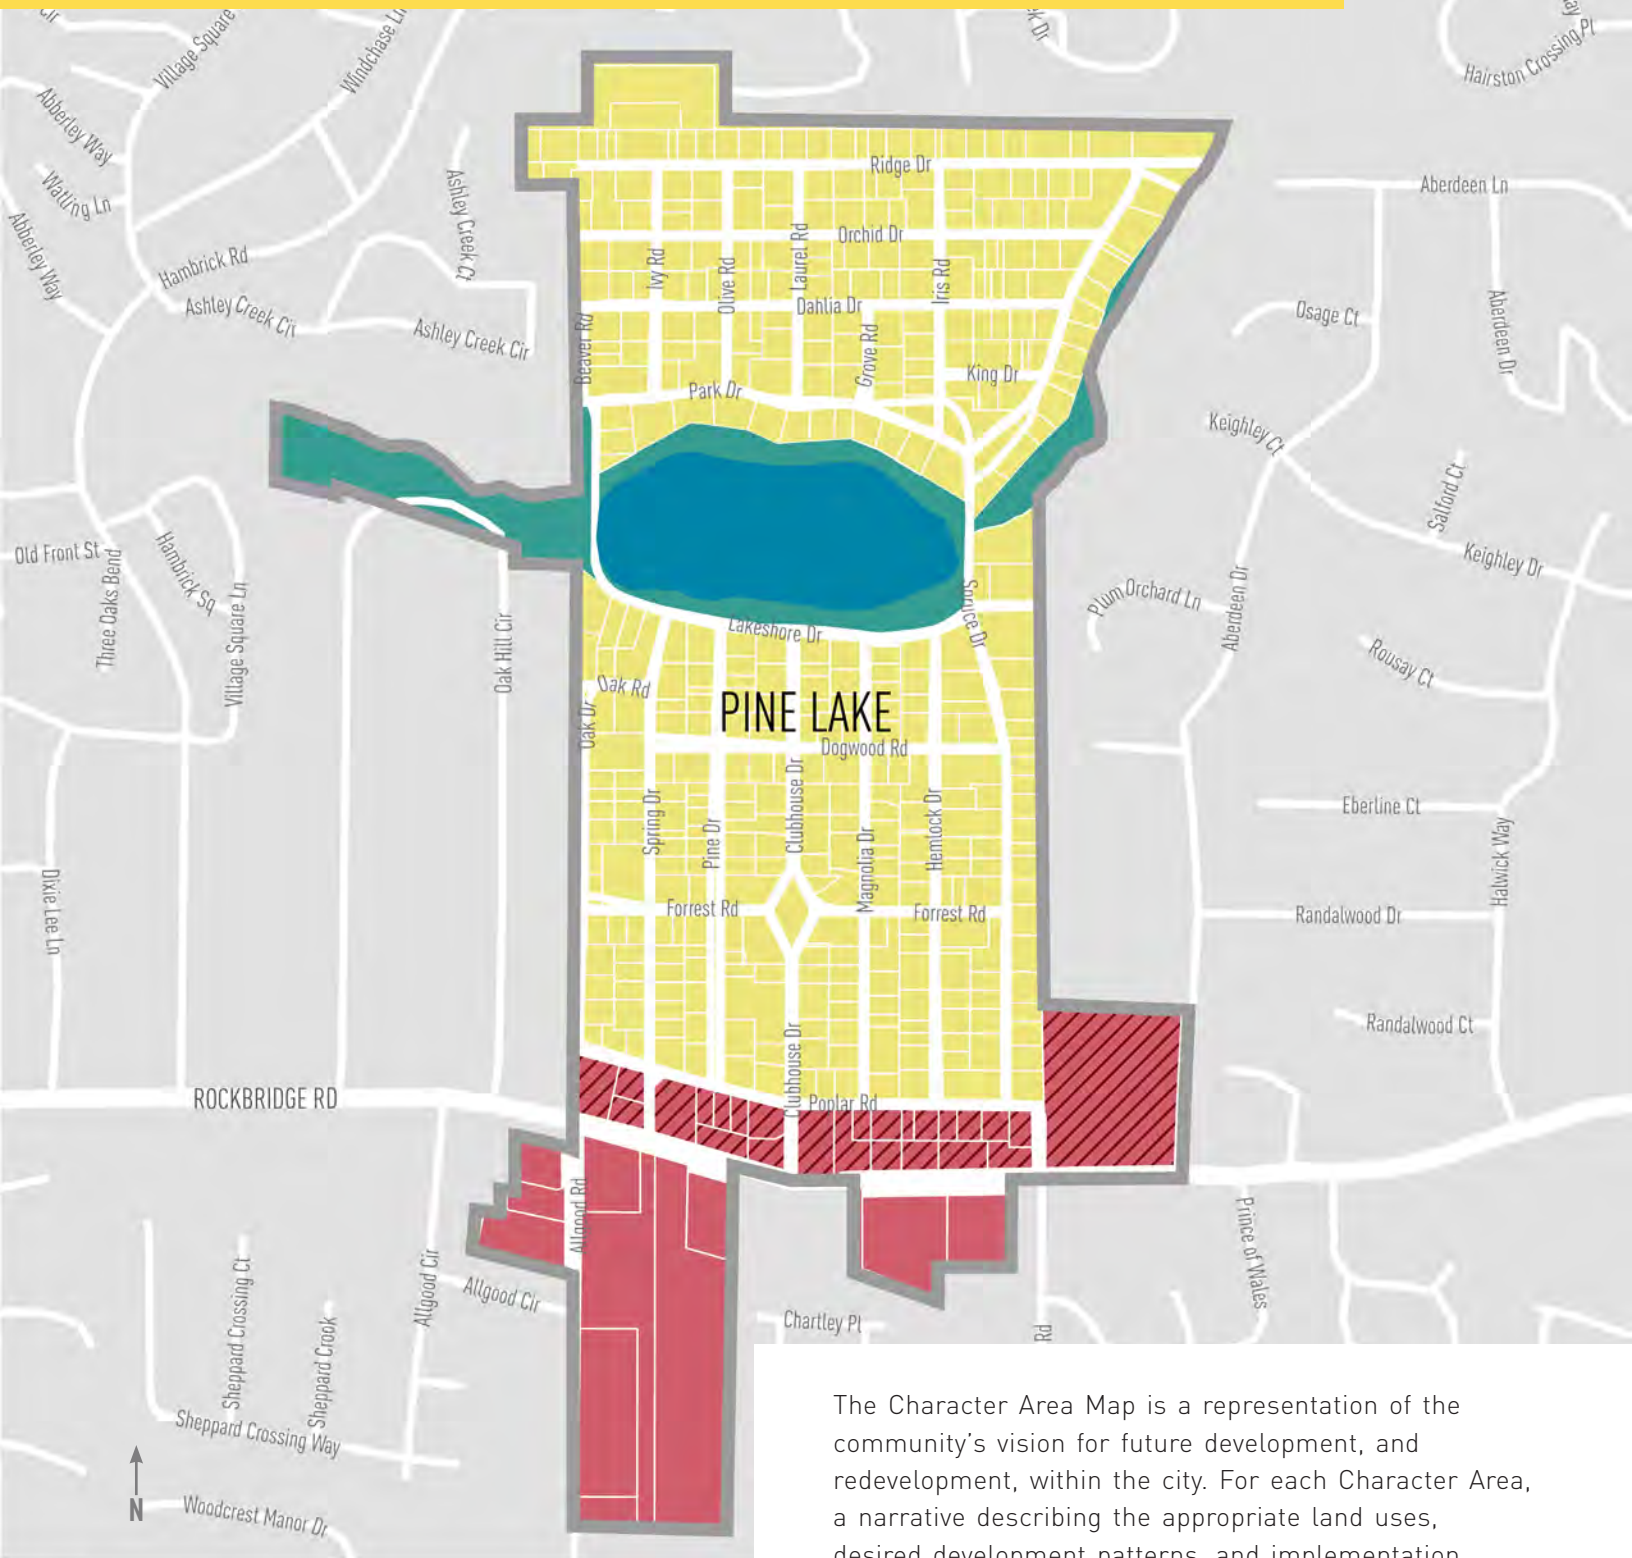 Cir
Village Square
Windchase Ln
k Dr
ay
Hairston Crossing Pl
Abberley Way
Watling Ln
Abberley Way
Hambrick Rd
Ashley Creek Ct
Ashley Creek Cir
Ashley Creek Cir
Ridge Dr
Orchid Dr
Ivy Rd
Olive Rd
Laurel Rd
Iris Rd
Dahlia Dr
Beaver Rd
Grove Rd
King Dr
Park Dr
Aberdeen Ln
Osage Ct
Aberdeen Dr
Keighley Ct
Salford Ct
Keighley Dr
Old Front St
Three Oaks Bend
Hambrick Sq
Village Square Ln
Oak Hill Cir
Lakeshore Dr
Spruce Dr
Plum Orchard Ln
Aberdeen Dr
Rousay Ct
Oak Rd
Oak Dr
PINE LAKE
Dogwood Rd
Spring Dr
Pine Dr
Clubhouse Dr
Magnolia Dr
Hemlock Dr
Eberline Ct
Halwick Way
Dixie Lee Ln
Forrest Rd
Forrest Rd
Randalwood Dr
Randalwood Ct
Clubhouse Dr
Poplar Rd
ROCKBRIDGE RD
Allgood Rd
Prince of Wales
Allgood Cir
Allgood Cir
Chartley Pl
Rd
Sheppard Crossing Ct
Sheppard Crook
Sheppard Crossing Way
N
Woodcrest Manor Dr
The Character Area Map is a representation of the
community's vision for future development, and
redevelopment, within the city. For each Character Area,
a narrative describing the appropriate land uses,
desired development patterns, and implementation